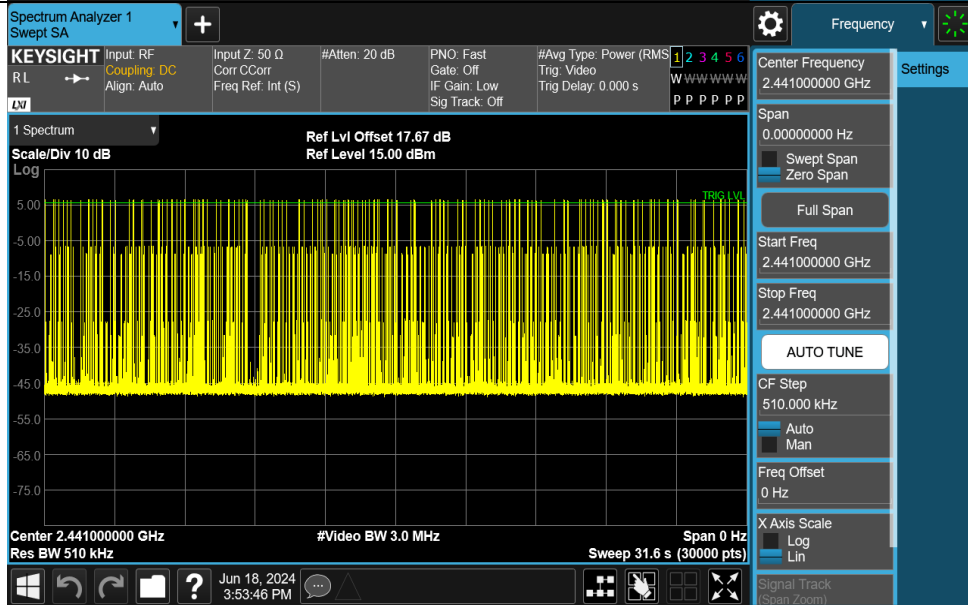 Spectrum Analyzer 1
Swept SA
+
Frequency
KEYSIGHT
R L
LXI
Input: RF
Coupling: DC
Align: Auto
Input Z: 50 Ω
Corr CCorr
Freq Ref: Int (S)
#Atten: 20 dB
PNO: Fast
Gate: Off
IF Gain: Low
Sig Track: Off
#Avg Type: Power (RMS
Trig: Video
Trig Delay: 0.000 s
1 2 3 4 5 6
W W W W W W
P P P P P P
1 Spectrum
Scale/Div 10 dB
Log
Ref Lvl Offset 17.67 dB
Ref Level 15.00 dBm
TRIG LVL
5.00
-5.00
-15.0
-25.0
-35.0
-45.0
-55.0
-65.0
-75.0
Center 2.441000000 GHz
Res BW 510 kHz
#Video BW 3.0 MHz
Span 0 Hz
Sweep 31.6 s (30000 pts)
Center Frequency
2.441000000 GHz
Settings
Span
0.00000000 Hz
Swept Span
Zero Span
Full Span
Start Freq
2.441000000 GHz
Stop Freq
2.441000000 GHz
AUTO TUNE
CF Step
510.000 kHz
Auto
Man
Freq Offset
0 Hz
X Axis Scale
Log
Lin
Signal Track
(Span Zoom)
?
Jun 18, 2024
3:53:46 PM